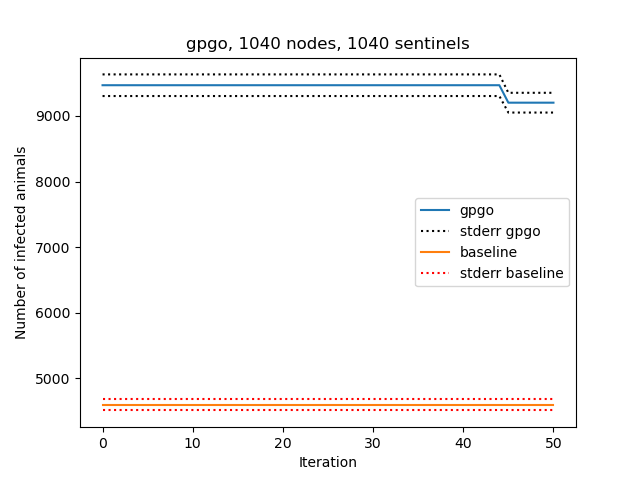 gpgo, 1040 nodes, 1040 sentinels
Number of infected animals
9000
8000
7000
6000
5000
gpgo
stderr gpgo
baseline
stderr baseline
0 10 20 30 40 50
Iteration